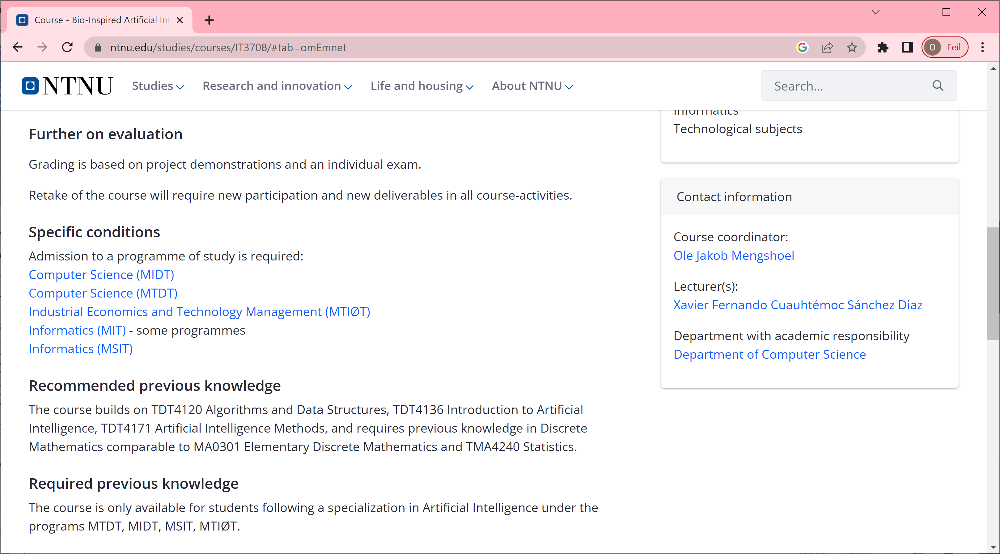 Course - Bio-Inspired Artificial Int
ntnu.edu/studies/courses/IT3708/#tab=omEmnet
O Feil
NTNU Studies Research and innovation Life and housing About NTNU Search...
Further on evaluation
Grading is based on project demonstrations and an individual exam.
Retake of the course will require new participation and new deliverables in all course-activities.
Specific conditions
Admission to a programme of study is required:
Computer Science (MIDT)
Computer Science (MTDT)
Industrial Economics and Technology Management (MTIØT)
Informatics (MIT) - some programmes
Informatics (MSIT)
Recommended previous knowledge
The course builds on TDT4120 Algorithms and Data Structures, TDT4136 Introduction to Artificial
Intelligence, TDT4171 Artificial Intelligence Methods, and requires previous knowledge in Discrete
Mathematics comparable to MA0301 Elementary Discrete Mathematics and TMA4240 Statistics.
Required previous knowledge
The course is only available for students following a specialization in Artificial Intelligence under the
programs MTDT, MIDT, MSIT, MTIØT.
Informatics
Technological subjects
Contact information
Course coordinator:
Ole Jakob Mengshoel
Lecturer(s):
Xavier Fernando Cuauhtémoc Sánchez Diaz
Department with academic responsibility
Department of Computer Science